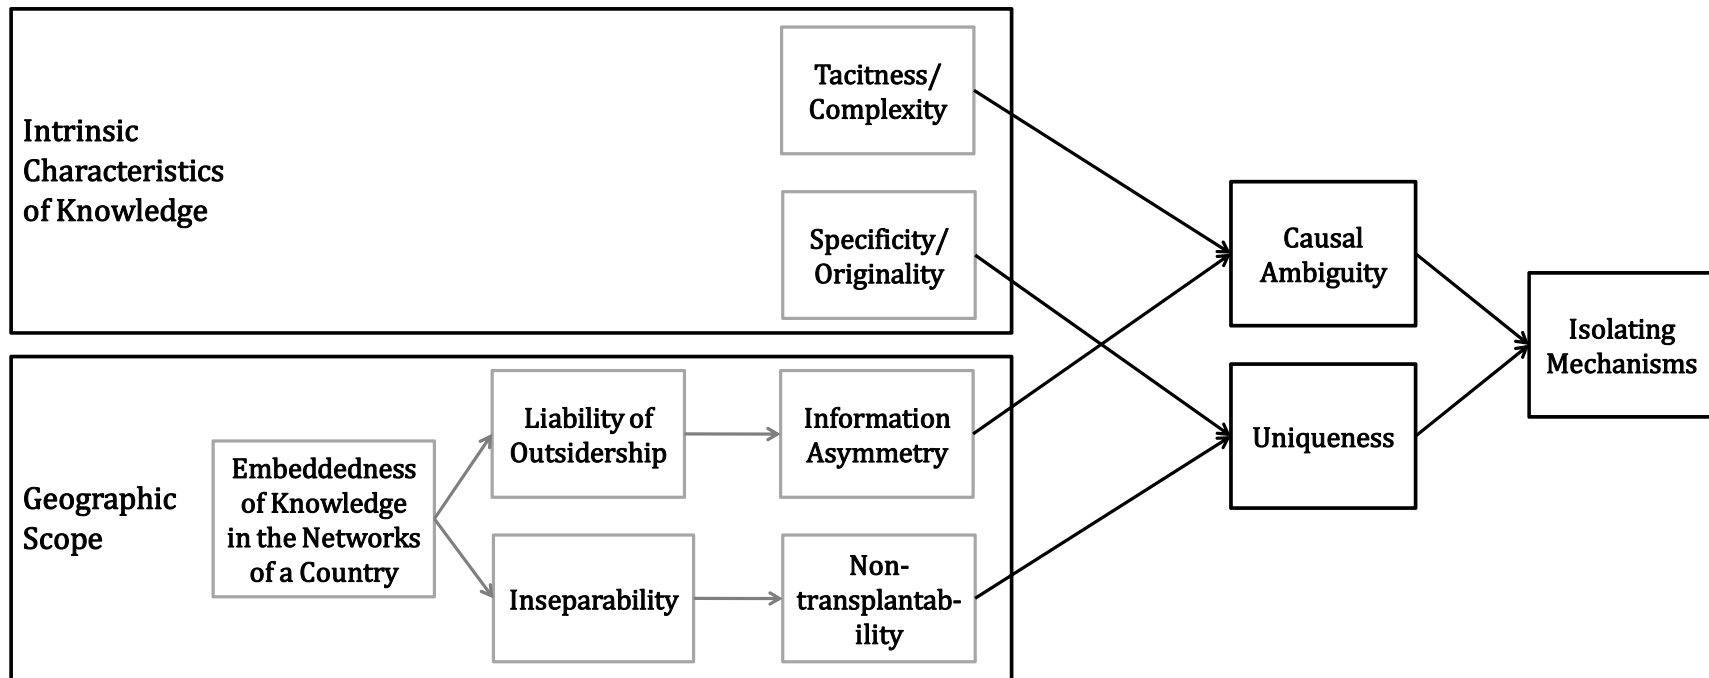 Intrinsic
Characteristics
of Knowledge
Tacitness/
Complexity
Specificity/
Originality
Geographic
Scope
Embeddedness
of Knowledge
in the Networks
of a Country
Liability of
Outsidership
Inseparability
Information
Asymmetry
Non-
transplantab-
ility
Causal
Ambiguity
Uniqueness
Isolating
Mechanisms